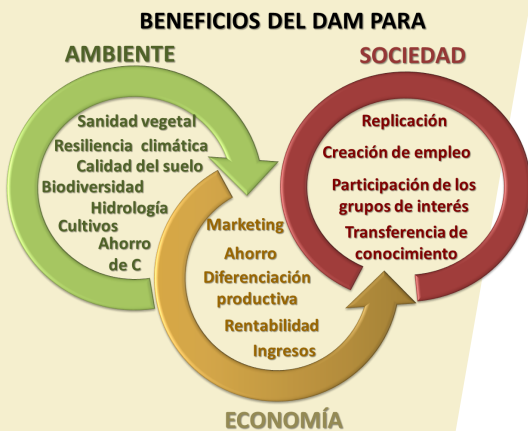 BENEFICIOS DEL DAM PARA
AMBIENTE
Sanidad vegetal
Resiliencia climática
Calidad del suelo
Biodiversidad
Hidrología
Cultivos
Ahorro
de C
SOCIEDAD
Replicación
Creación de empleo
Participación de los
grupos de interés
Transferencia de
conocimiento
Marketing
Ahorro
Diferenciación
productiva
Rentabilidad
Ingresos
ECONOMÍA